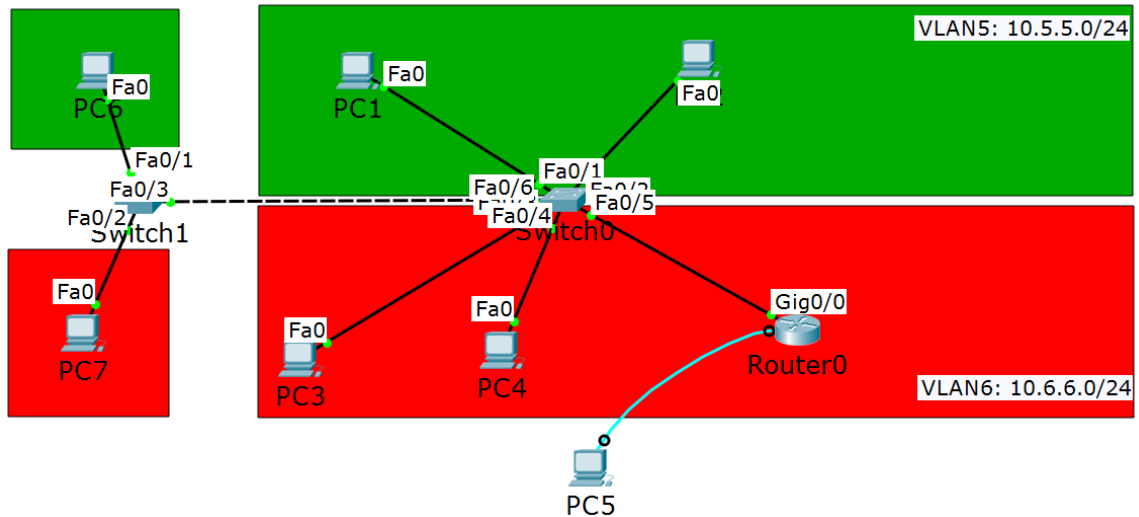 VLAN5: 10.5.5.0/24
Fa0
PC6
Fa0
PC1
Fa0
Fa0/1
Fa0/1
Fa0/3
Fa0/6
Fa0/2
Fa0/5
Fa0/4
Switch1
Switch0
Fa0
PC7
Fa0
PC3
Fa0
PC4
Gig0/0
Router0
VLAN6: 10.6.6.0/24
PC5